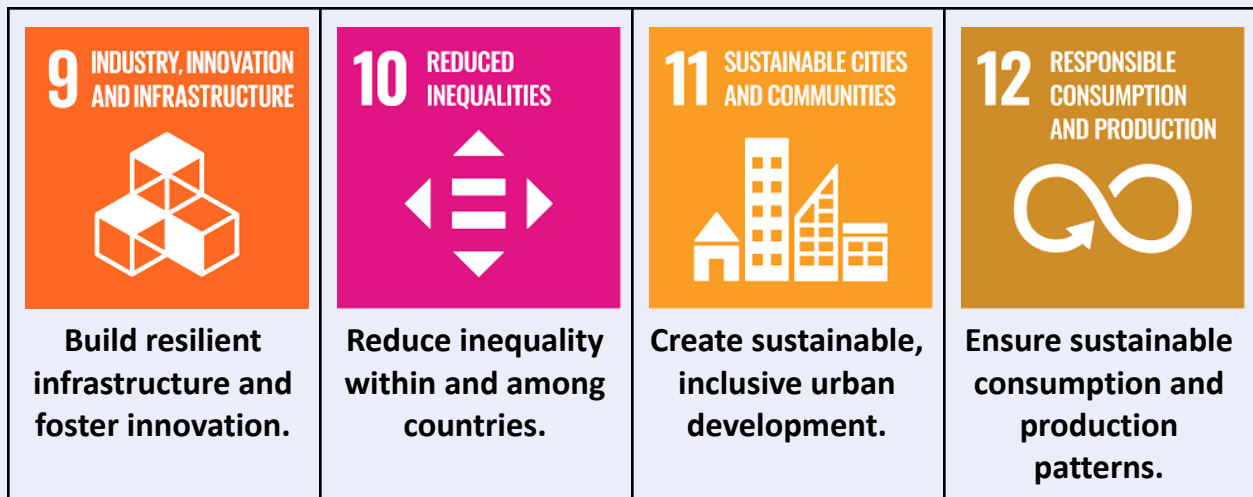 9 INDUSTRY, INNOVATION
AND INFRASTRUCTURE
Build resilient
infrastructure and
foster innovation.
10 REDUCED
INEQUALITIES
Reduce inequality
within and among
countries.
11 SUSTAINABLE CITIES
AND COMMUNITIES
Create sustainable,
inclusive urban
development.
12 RESPONSIBLE
CONSUMPTION
AND PRODUCTION
Ensure sustainable
consumption and
production
patterns.